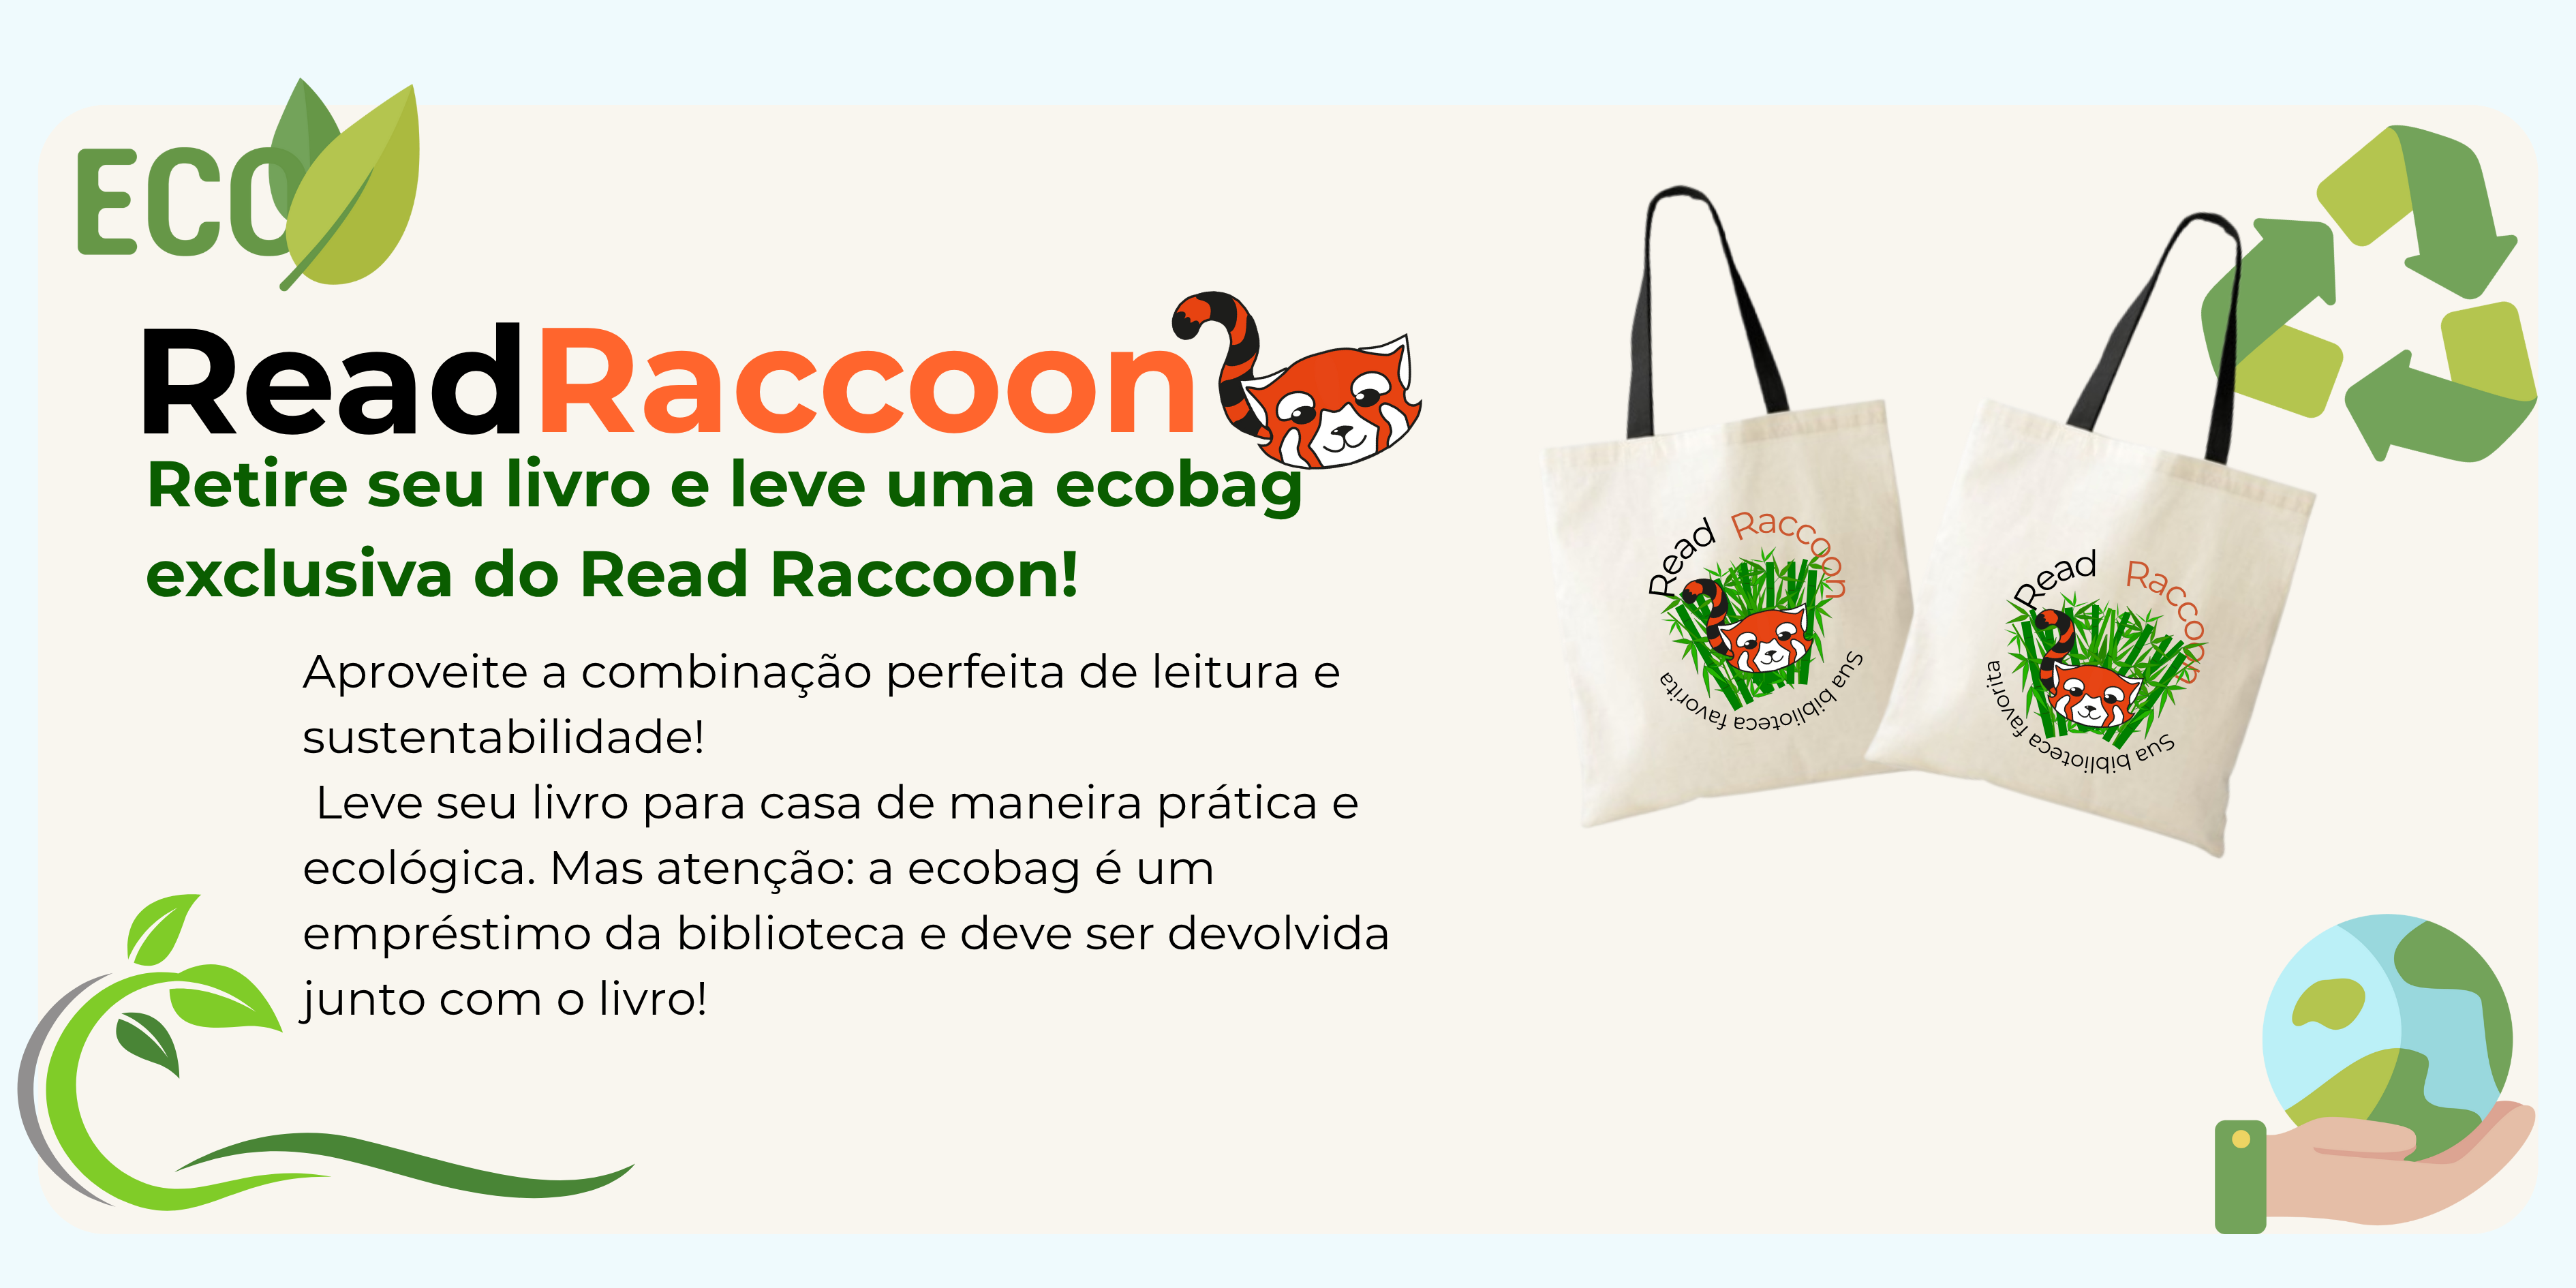 ECO
ReadRaccoon
Retire seu livro e leve uma ecobag
exclusiva do Read Raccoon!
Aproveite a combinação perfeita de leitura e
sustentabilidade!
Leve seu livro para casa de maneira prática e
ecológica. Mas atenção: a ecobag é um
empréstimo da biblioteca e deve ser devolvida
junto com o livro!
Read Raccoon
Sua biblioteca favorita
Read Raccoon
Sua biblioteca favorita